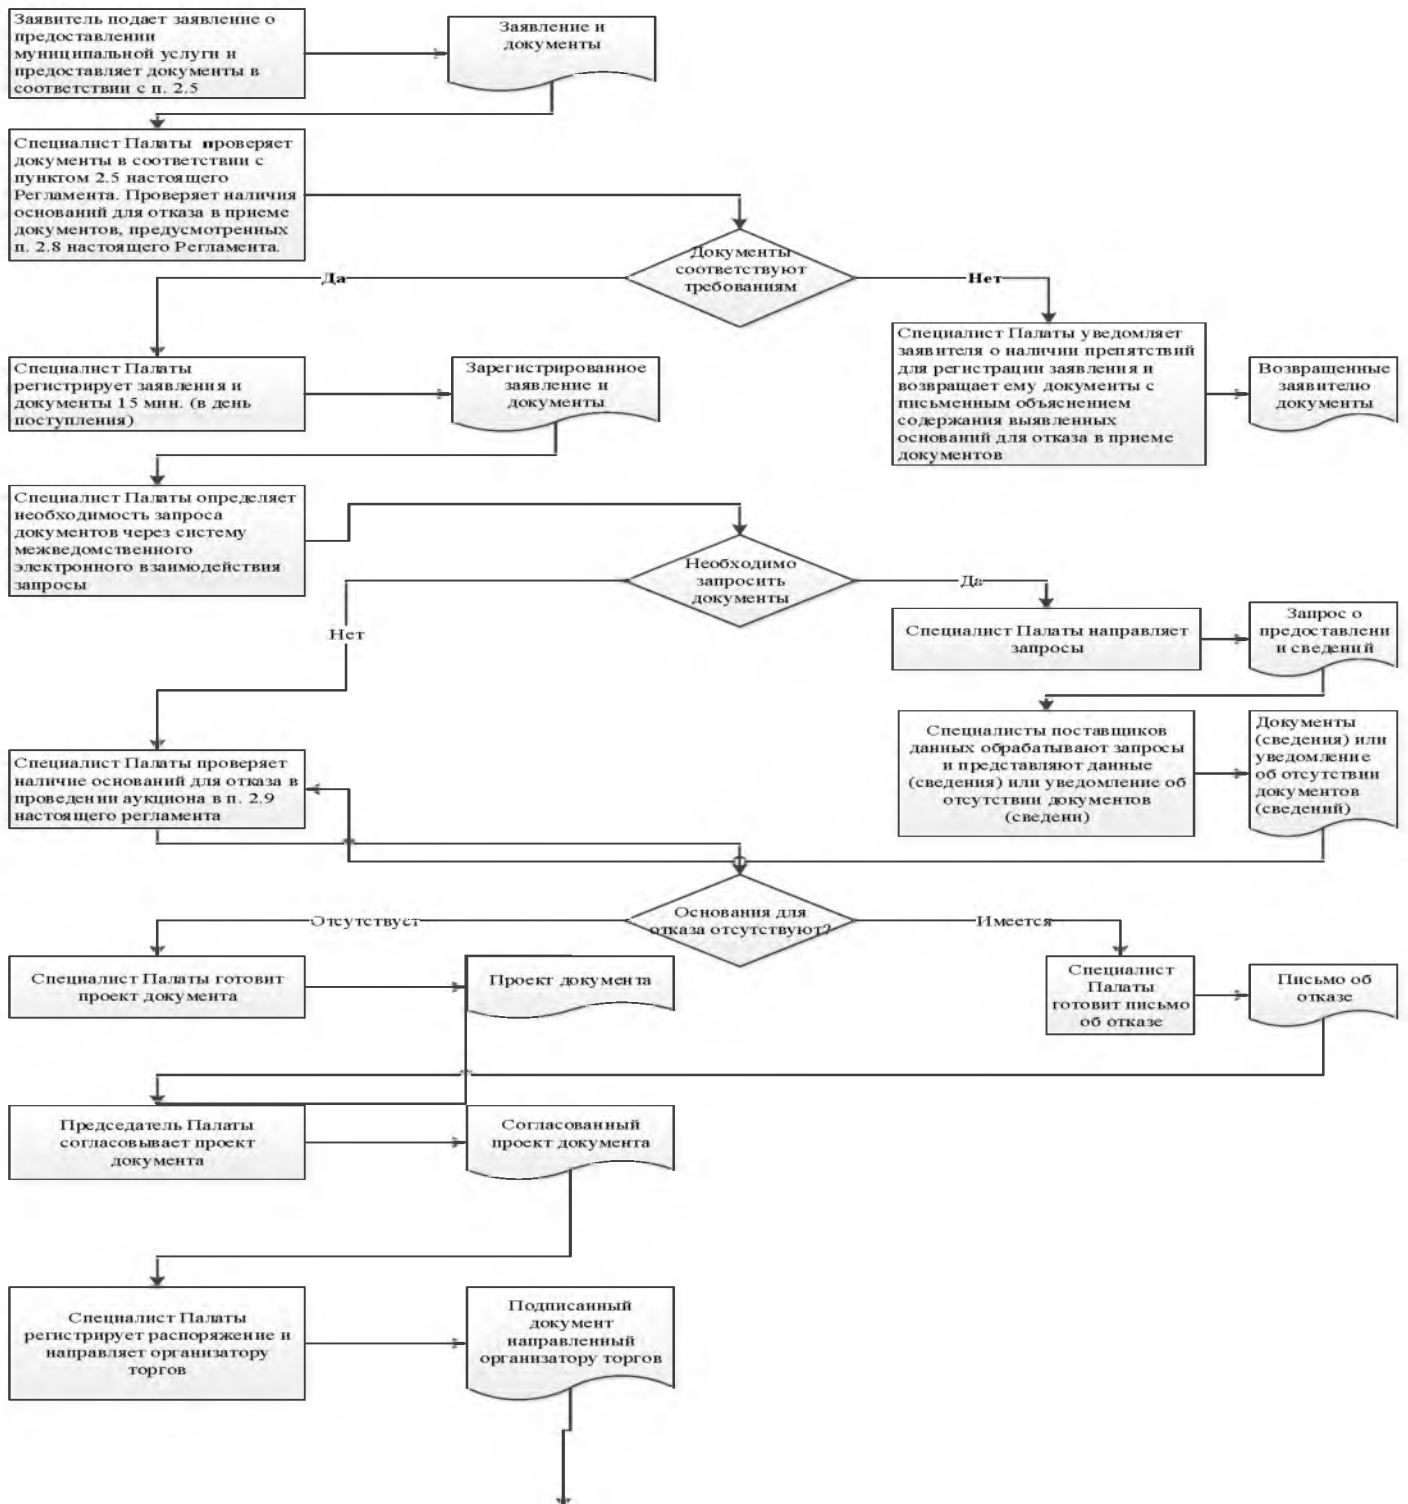 Заявитель подает заявление о
предоставлении
муниципальной услуги и
предоставляет документы в
соответствии с п. 2.5
Заявление и
документы
Специалист Палаты проверяет
документы в соответствии с
пунктом 2.5 настоящего
Регламента. Проверяет наличия
оснований для отказа в приеме
документов, предусмотренных
п. 2.8 настоящего Регламента.
Документы
соответствуют
требованиям
Да
Нет
Специалист Палаты
регистрирует заявления и
документы 15 мин. (в день
поступления)
Зарегистрированное
заявление и
документы
Специалист Палаты уведомляет
заявителя о наличии препятствий
для регистрации заявления и
возвращает ему документы с
письменным объяснением
содержания выявленных
оснований для отказа в приеме
документов
Возвращенные
заявителю
документы
Специалист Палаты определяет
необходимость запроса
документов через систему
межведомственного
электронного взаимодействия
запросы
Необходимо
запросить
документы
Да
Нет
Специалист Палаты направляет
запросы
Запрос о
предоставлени
и сведений
Специалисты поставщиков
данных обрабатывают запросы
и представляют данные
(сведения) или уведомление об
отсутствии документов
(сведени)
Документы
(сведения) или
уведомление
об отсутствии
документов
(сведений)
Специалист Палаты проверяет
наличие оснований для отказа в
проведении аукциона в п. 2.9
настоящего регламента
Основания для
отказа отсутствуют?
Отсутствует
Имеется
Специалист Палаты готовит
проект документа
Проект документа
Специалист
Палаты
готовит письмо
об отказе
Письмо об
отказе
Председатель Палаты
согласовывает проект
документа
Согласованный
проект документа
Специалист Палаты
регистрирует распоряжение и
направляет организатору
торгов
Подписанный
документ
направленный
организатору торгов